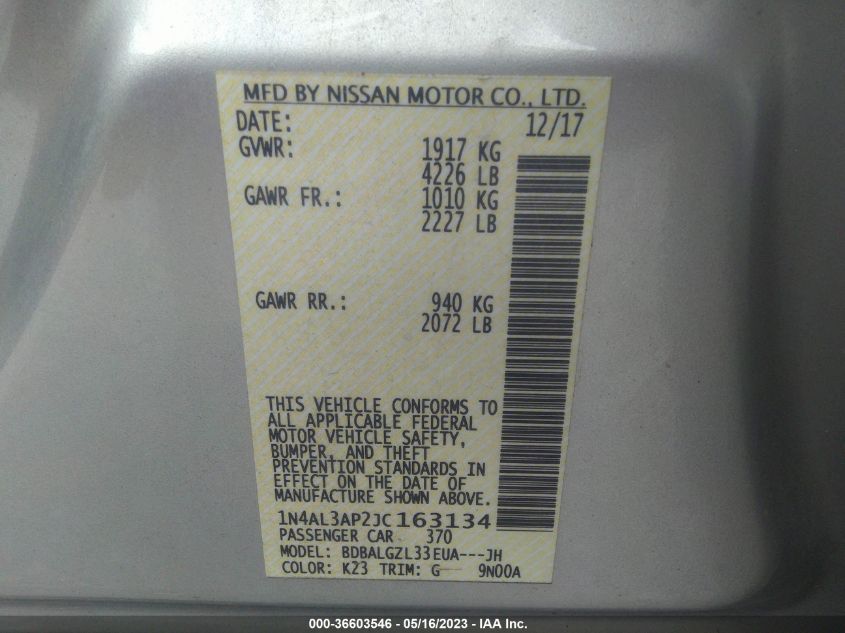 MFD BY NISSAN MOTOR CO., LTD.
DATE: 12/17
GVWR: 1917 KG
4226 LB
GAWR FR.: 1010 KG
2227 LB
GAWR RR.: 940 KG
2072 LB
THIS VEHICLE CONFORMS TO
ALL APPLICABLE FEDERAL
MOTOR VEHICLE SAFETY,
BUMPER, AND THEFT
PREVENTION STANDARDS IN
EFFECT ON THE DATE OF
MANUFACTURE SHOWN ABOVE.
1N4AL3AP2JC163134
PASSENGER CAR 370
MODEL: BDBALGZL33EUA---JH
COLOR: K23 TRIM: G 9N00A
000-36603546 - 05/16/2023 - IAA Inc.